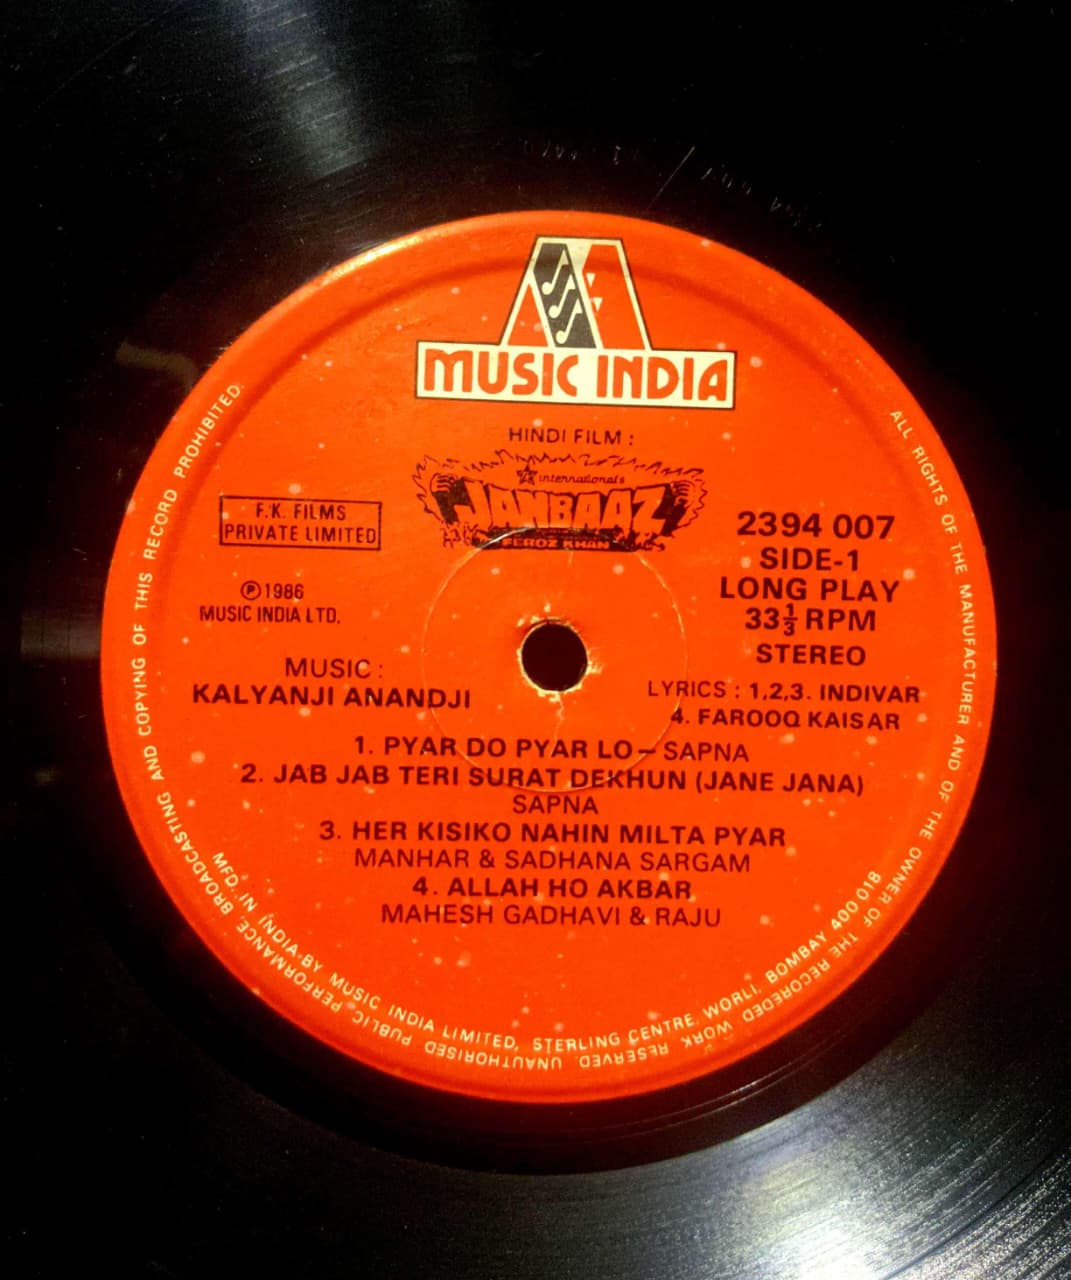 MUSIC INDIA
HINDI FILM :
international's
JANBAAZ
FEROZ KHAN
F.K. FILMS
PRIVATE LIMITED
2394 007
SIDE-1
LONG PLAY
33⅓ RPM
STEREO
Ⓟ1986
MUSIC INDIA LTD.
MUSIC :
KALYANJI ANANDJI
LYRICS : 1,2,3. INDIVAR
4. FAROOQ KAISAR
1. PYAR DO PYAR LO – SAPNA
2. JAB JAB TERI SURAT DEKHUN (JANE JANA)
SAPNA
3. HER KISIKO NAHIN MILTA PYAR
MANHAR & SADHANA SARGAM
4. ALLAH HO AKBAR
MAHESH GADHAVI & RAJU
MFD. IN INDIA BY MUSIC INDIA LIMITED, STERLING CENTRE, WORLI, BOMBAY 400 018
ALL RIGHTS OF THE MANUFACTURER AND OF THE OWNER OF THE RECOREDED WORK RESERVED. UNAUTHORISED PUBLIC PERFORMANCE, BROADCASTING AND COPYING OF THIS RECORD PROHIBITED.